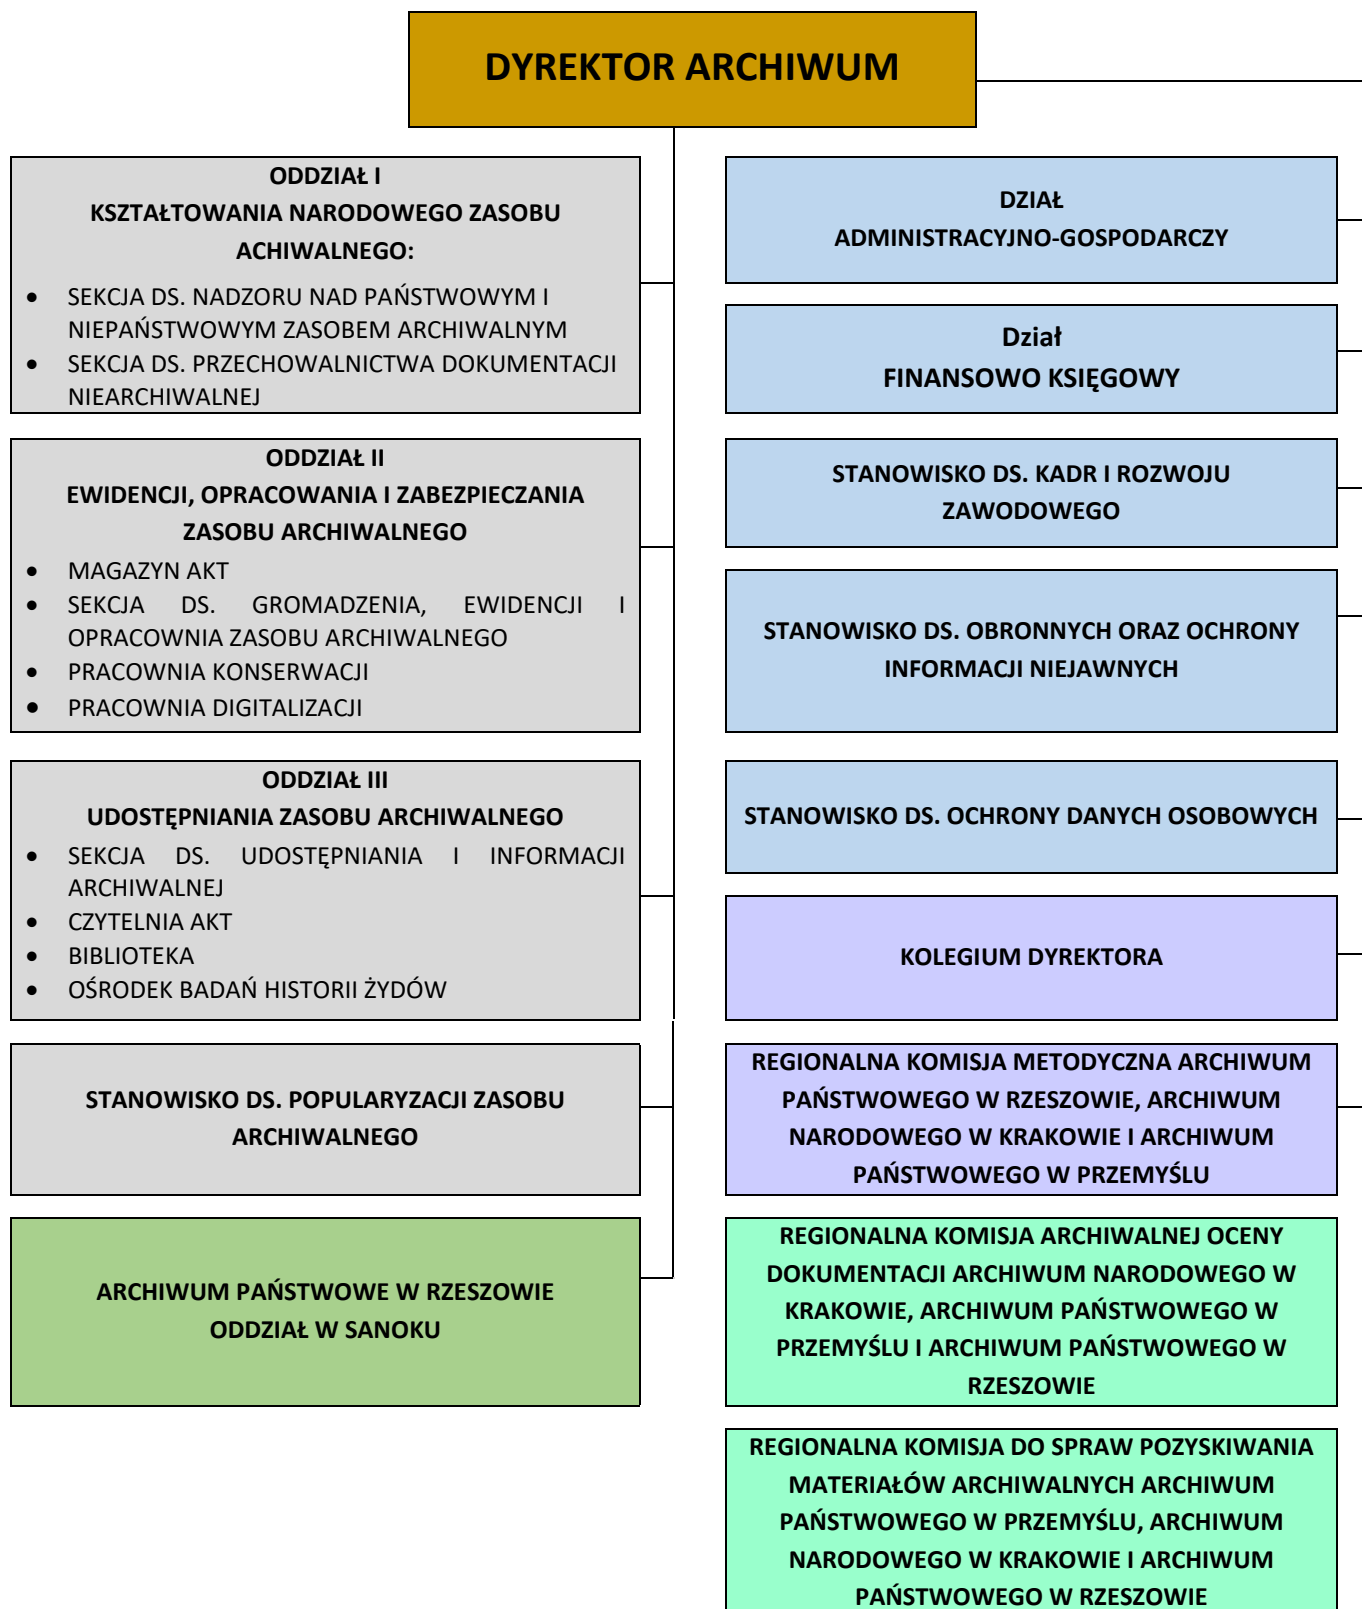 DYREKTOR ARCHIWUM
ODDZIAŁ I
KSZTAŁTOWANIA NARODOWEGO ZASOBU
ACHIWALNEGO:
• SEKCJA DS. NADZORU NAD PAŃSTWOWYM I
NIEPAŃSTWOWYM ZASOBEM ARCHIWALNYM
• SEKCJA DS. PRZECHOWALNICTWA DOKUMENTACJI
NIEARCHIWALNEJ
ODDZIAŁ II
EWIDENCJI, OPRACOWANIA I ZABEZPIECZANIA
ZASOBU ARCHIWALNEGO
• MAGAZYN AKT
• SEKCJA DS. GROMADZENIA, EWIDENCJI I
OPRACOWNIA ZASOBU ARCHIWALNEGO
• PRACOWNIA KONSERWACJI
• PRACOWNIA DIGITALIZACJI
ODDZIAŁ III
UDOSTĘPNIANIA ZASOBU ARCHIWALNEGO
• SEKCJA DS. UDOSTĘPNIANIA I INFORMACJI
ARCHIWALNEJ
• CZYTELNIA AKT
• BIBLIOTEKA
• OŚRODEK BADAŃ HISTORII ŻYDÓW
STANOWISKO DS. POPULARYZACJI ZASOBU
ARCHIWALNEGO
ARCHIWUM PAŃSTWOWE W RZESZOWIE
ODDZIAŁ W SANOKU
DZIAŁ
ADMINISTRACYJNO-GOSPODARCZY
Dział
FINANSOWO KSIĘGOWY
STANOWISKO DS. KADR I ROZWOJU
ZAWODOWEGO
STANOWISKO DS. OBRONNYCH ORAZ OCHRONY
INFORMACJI NIEJAWNYCH
STANOWISKO DS. OCHRONY DANYCH OSOBOWYCH
KOLEGIUM DYREKTORA
REGIONALNA KOMISJA METODYCZNA ARCHIWUM
PAŃSTWOWEGO W RZESZOWIE, ARCHIWUM
NARODOWEGO W KRAKOWIE I ARCHIWUM
PAŃSTWOWEGO W PRZEMYŚLU
REGIONALNA KOMISJA ARCHIWALNEJ OCENY
DOKUMENTACJI ARCHIWUM NARODOWEGO W
KRAKOWIE, ARCHIWUM PAŃSTWOWEGO W
PRZEMYŚLU I ARCHIWUM PAŃSTWOWEGO W
RZESZOWIE
REGIONALNA KOMISJA DO SPRAW POZYSKIWANIA
MATERIAŁÓW ARCHIWALNYCH ARCHIWUM
PAŃSTWOWEGO W PRZEMYŚLU, ARCHIWUM
NARODOWEGO W KRAKOWIE I ARCHIWUM
PAŃSTWOWEGO W RZESZOWIE